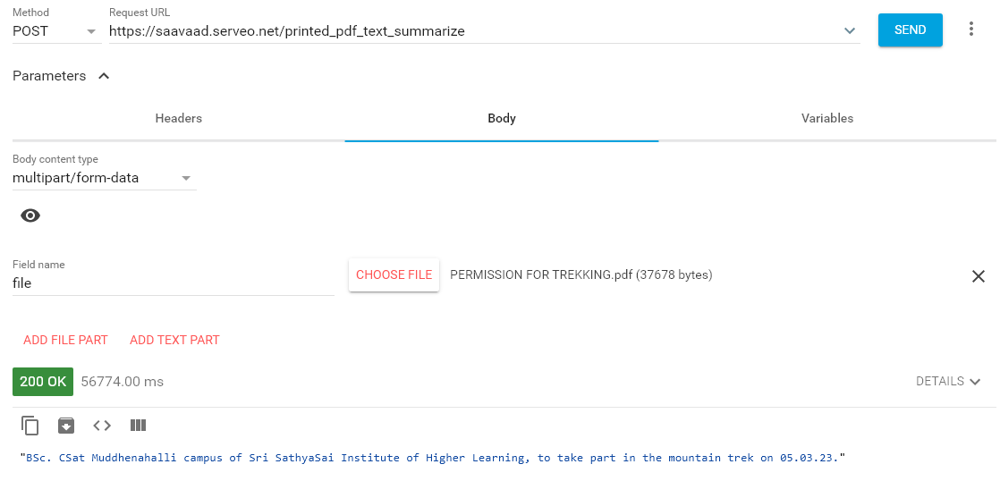 Method
Request URL
POST
https://saavaad.serveo.net/printed_pdf_text_summarize
SEND
Parameters
Headers
Body
Variables
Body content type
multipart/form-data
Field name
file
CHOOSE FILE
PERMISSION FOR TREKKING.pdf (37678 bytes)
ADD FILE PART
ADD TEXT PART
200 OK
56774.00 ms
DETAILS
"BSc. CSat Muddhenahalli campus of Sri SathyaSai Institute of Higher Learning, to take part in the mountain trek on 05.03.23."